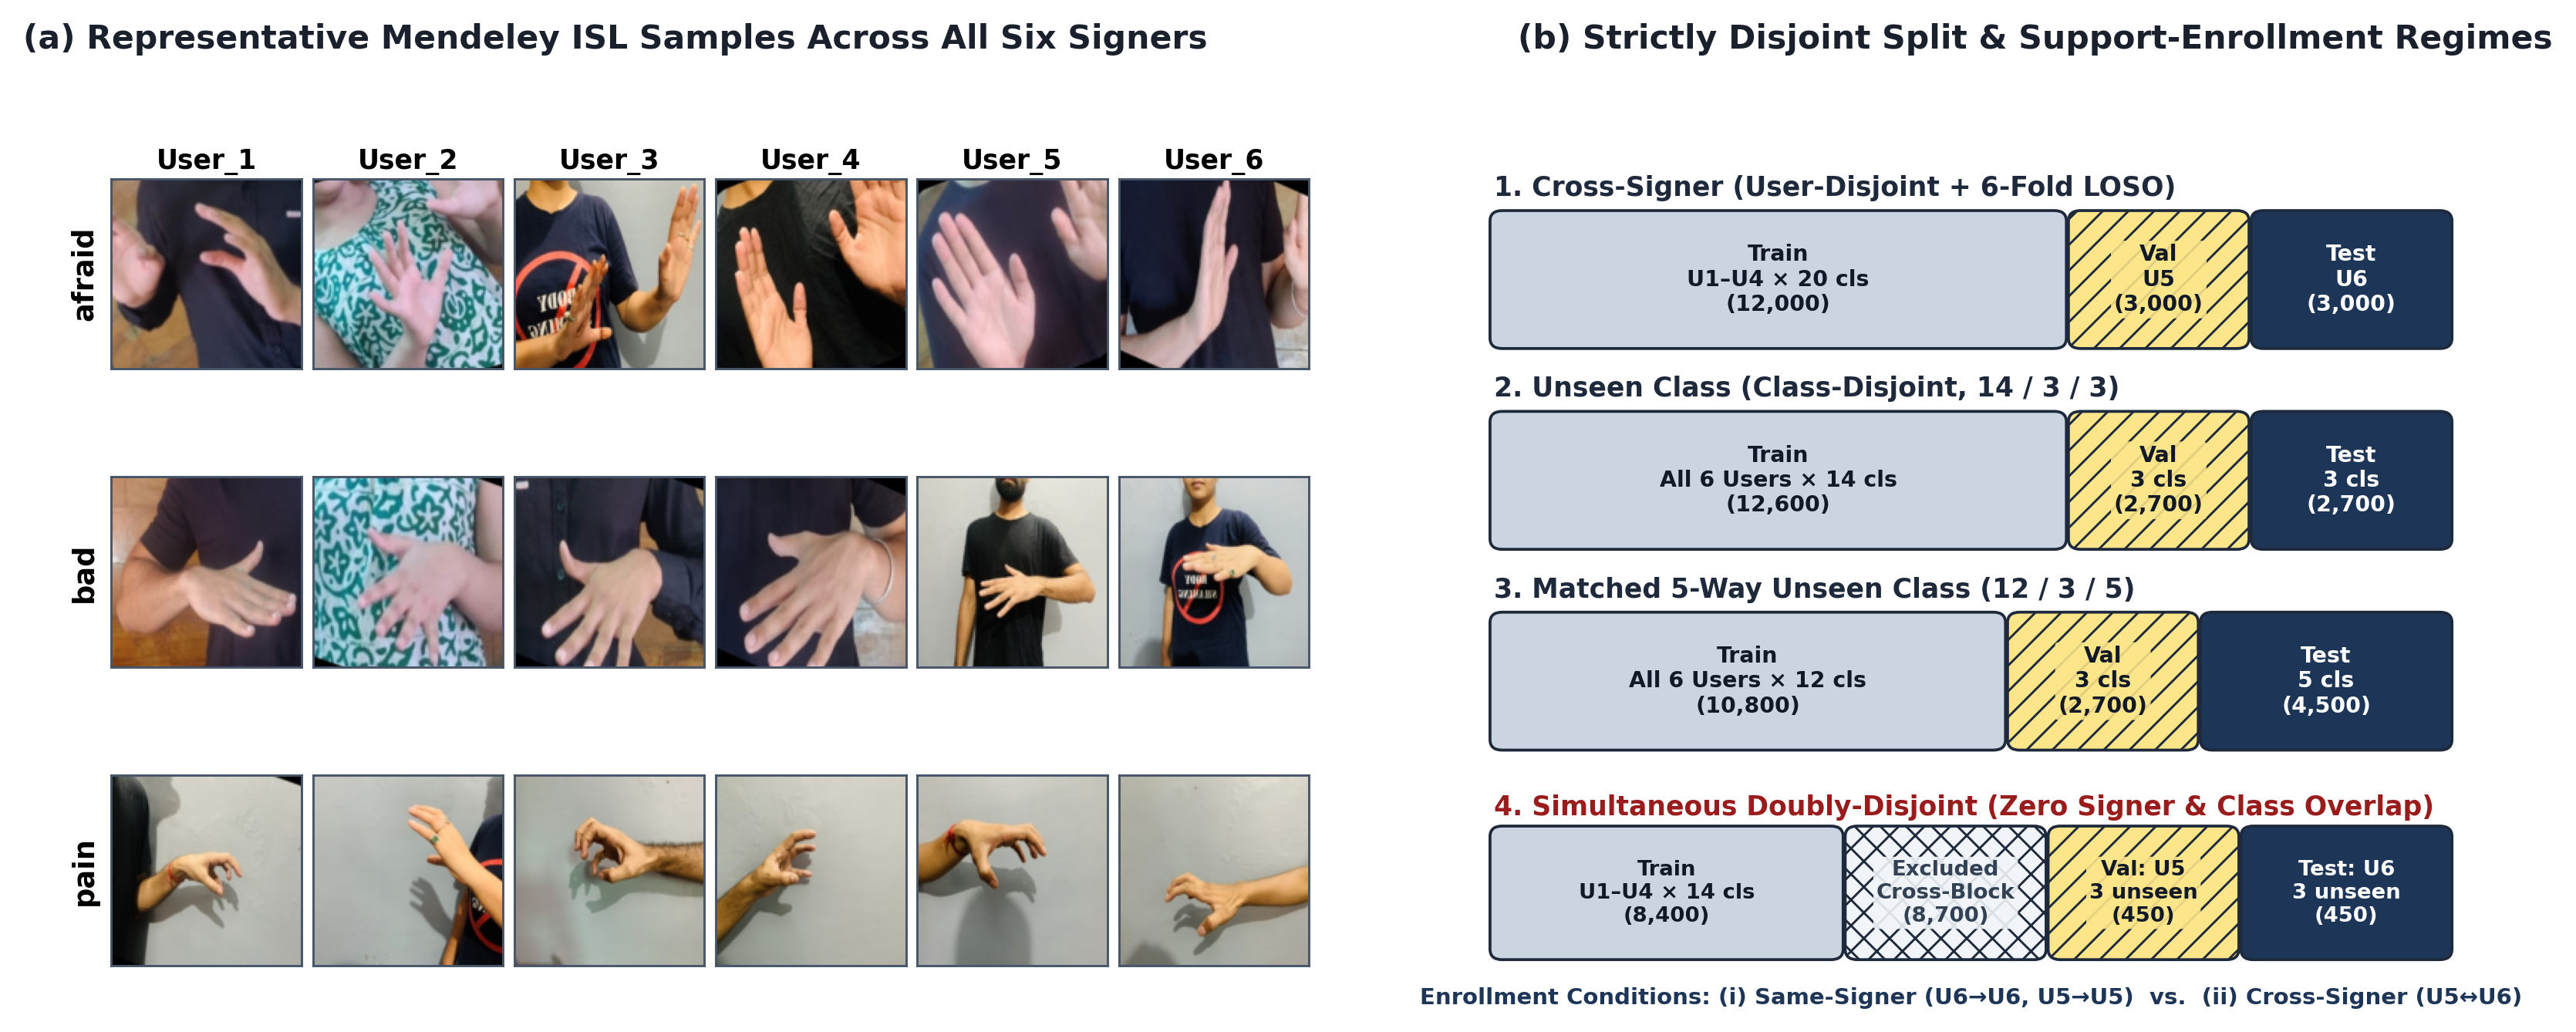 (a) Representative Mendeley ISL Samples Across All Six Signers
User_1 User_2 User_3 User_4 User_5 User_6
afraid
bad
pain
(b) Strictly Disjoint Split & Support-Enrollment Regimes
1. Cross-Signer (User-Disjoint + 6-Fold LOSO)
Train
U1–U4 × 20 cls
(12,000)
Val
U5
(3,000)
Test
U6
(3,000)
2. Unseen Class (Class-Disjoint, 14 / 3 / 3)
Train
All 6 Users × 14 cls
(12,600)
Val
3 cls
(2,700)
Test
3 cls
(2,700)
3. Matched 5-Way Unseen Class (12 / 3 / 5)
Train
All 6 Users × 12 cls
(10,800)
Val
3 cls
(2,700)
Test
5 cls
(4,500)
4. Simultaneous Doubly-Disjoint (Zero Signer & Class Overlap)
Train
U1–U4 × 14 cls
(8,400)
Excluded
Cross-Block
(8,700)
Val: U5
3 unseen
(450)
Test: U6
3 unseen
(450)
Enrollment Conditions: (i) Same-Signer (U6→U6, U5→U5) vs. (ii) Cross-Signer (U5↔U6)